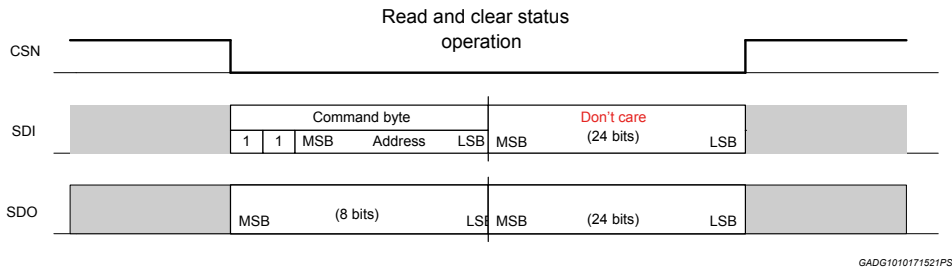 Read and clear status
operation
CSN
Command byte
Don't care
SDI
1 1 MSB Address LSB MSB (24 bits) LSB
SDO
MSB (8 bits) LSB MSB (24 bits) LSB
GADG1010171521PS